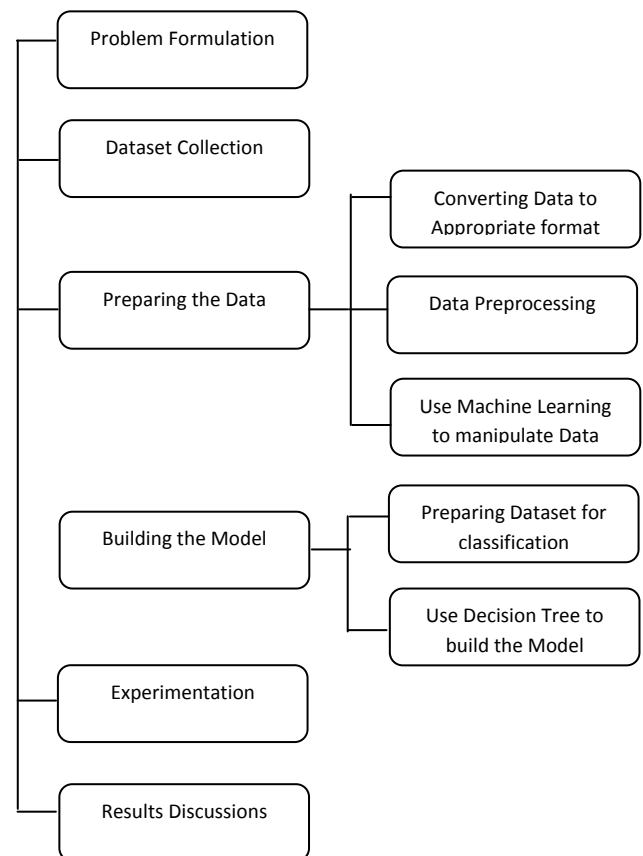 Problem Formulation
Dataset Collection
Preparing the Data
Converting Data to
Appropriate format
Data Preprocessing
Use Machine Learning
to manipulate Data
Building the Model
Preparing Dataset for
classification
Use Decision Tree to
build the Model
Experimentation
Results Discussions